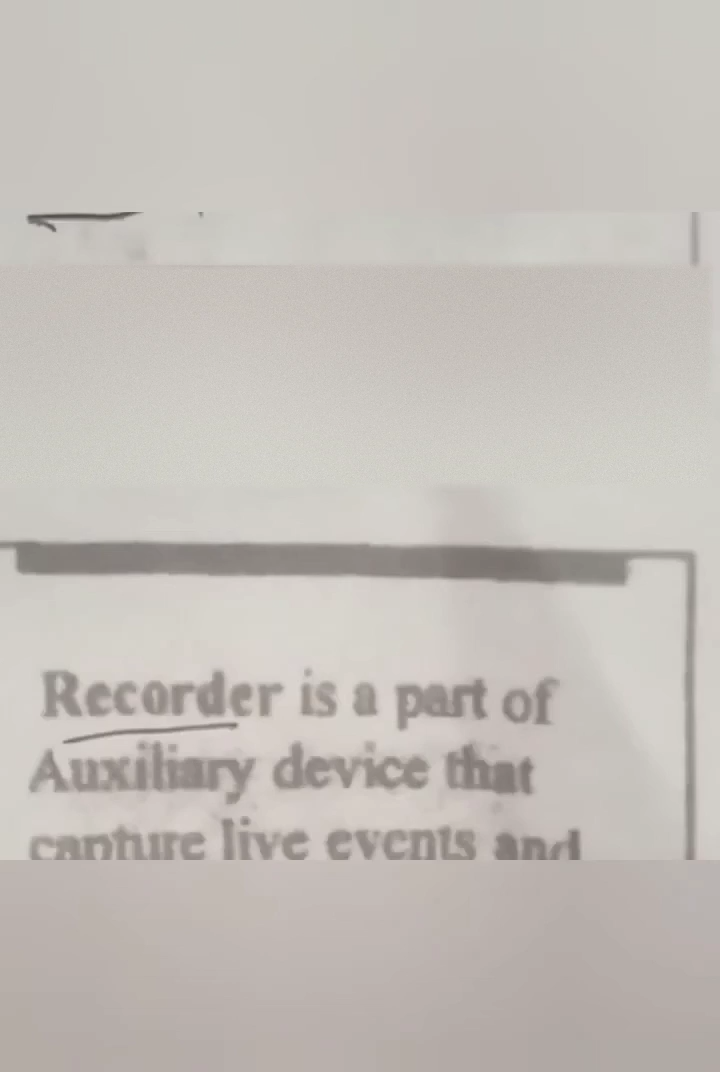 Recorder is a part of
Auxiliary device that
capture live events and